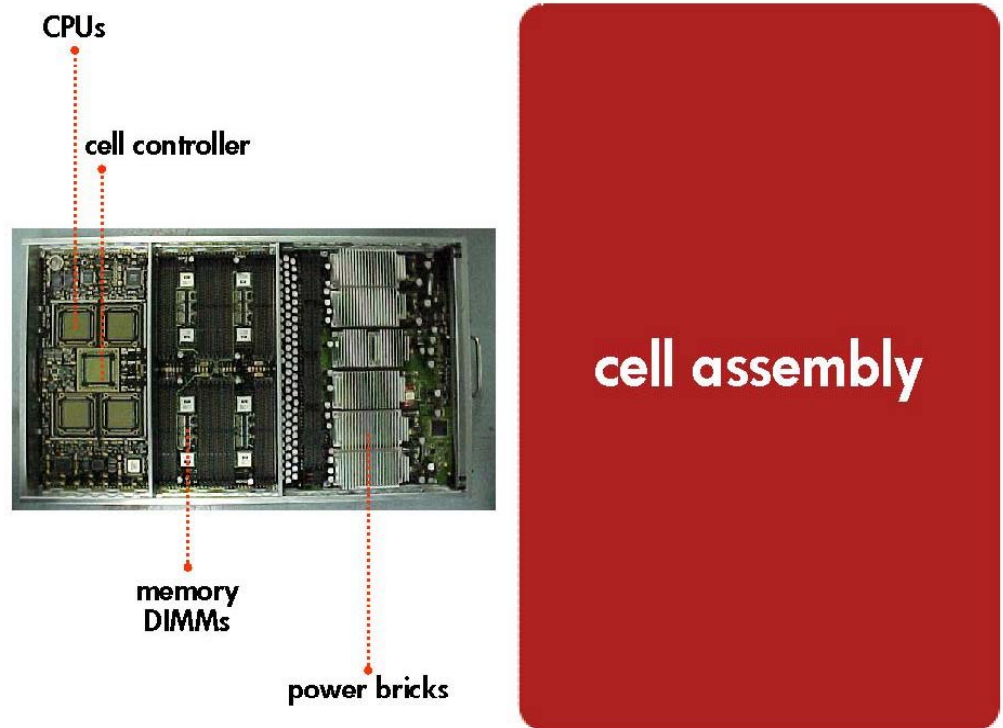 CPUs
cell controller
cell assembly
memory
DIMMs
power bricks